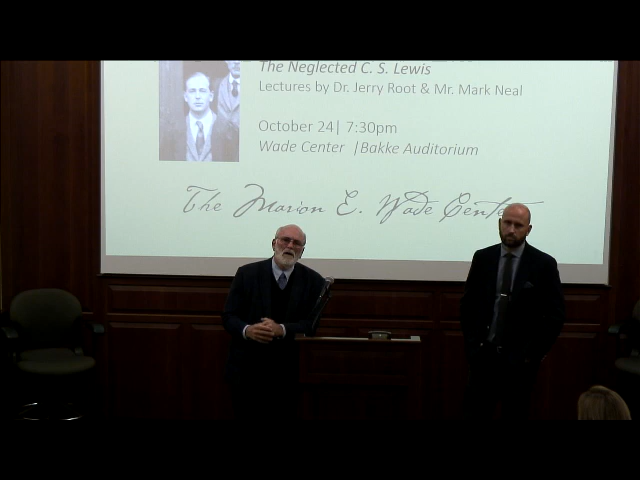 The Neglected C. S. Lewis
Lectures by Dr. Jerry Root & Mr. Mark Neal
October 24| 7:30pm
Wade Center |Bakke Auditorium
The Marion E. Wade Center